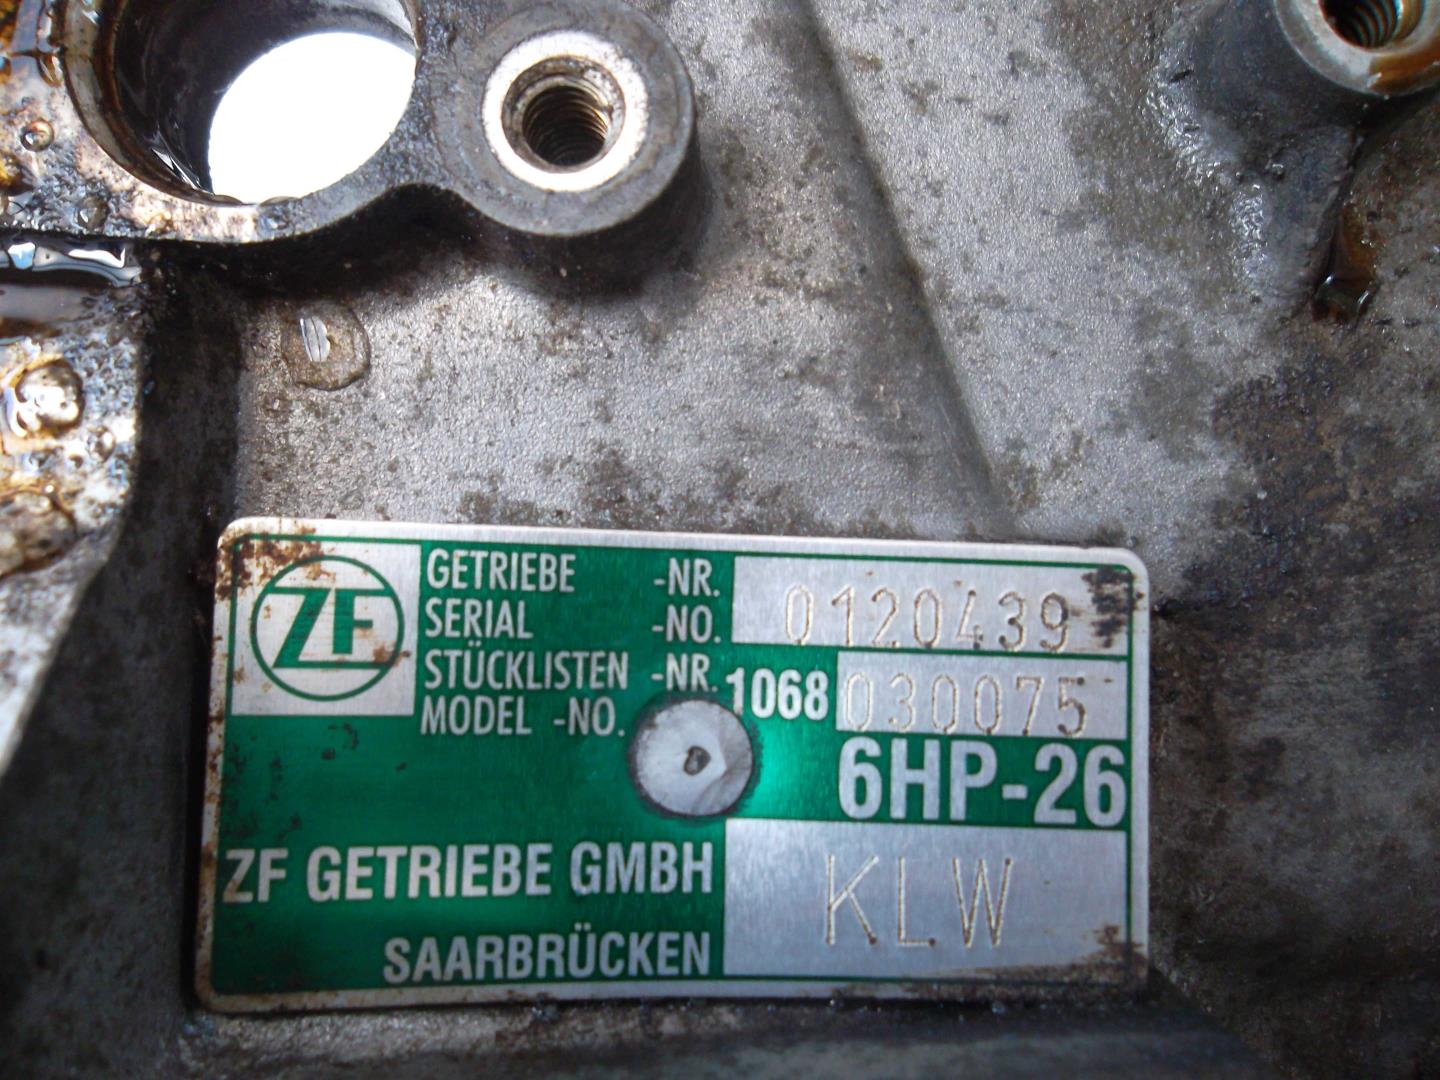 ZF
GETRIEBE -NR.
SERIAL -NO. 0120439
STÜCKLISTEN -NR.
MODEL -NO. 1068 030075
6HP-26
ZF GETRIEBE GMBH KLW
SAARBRÜCKEN